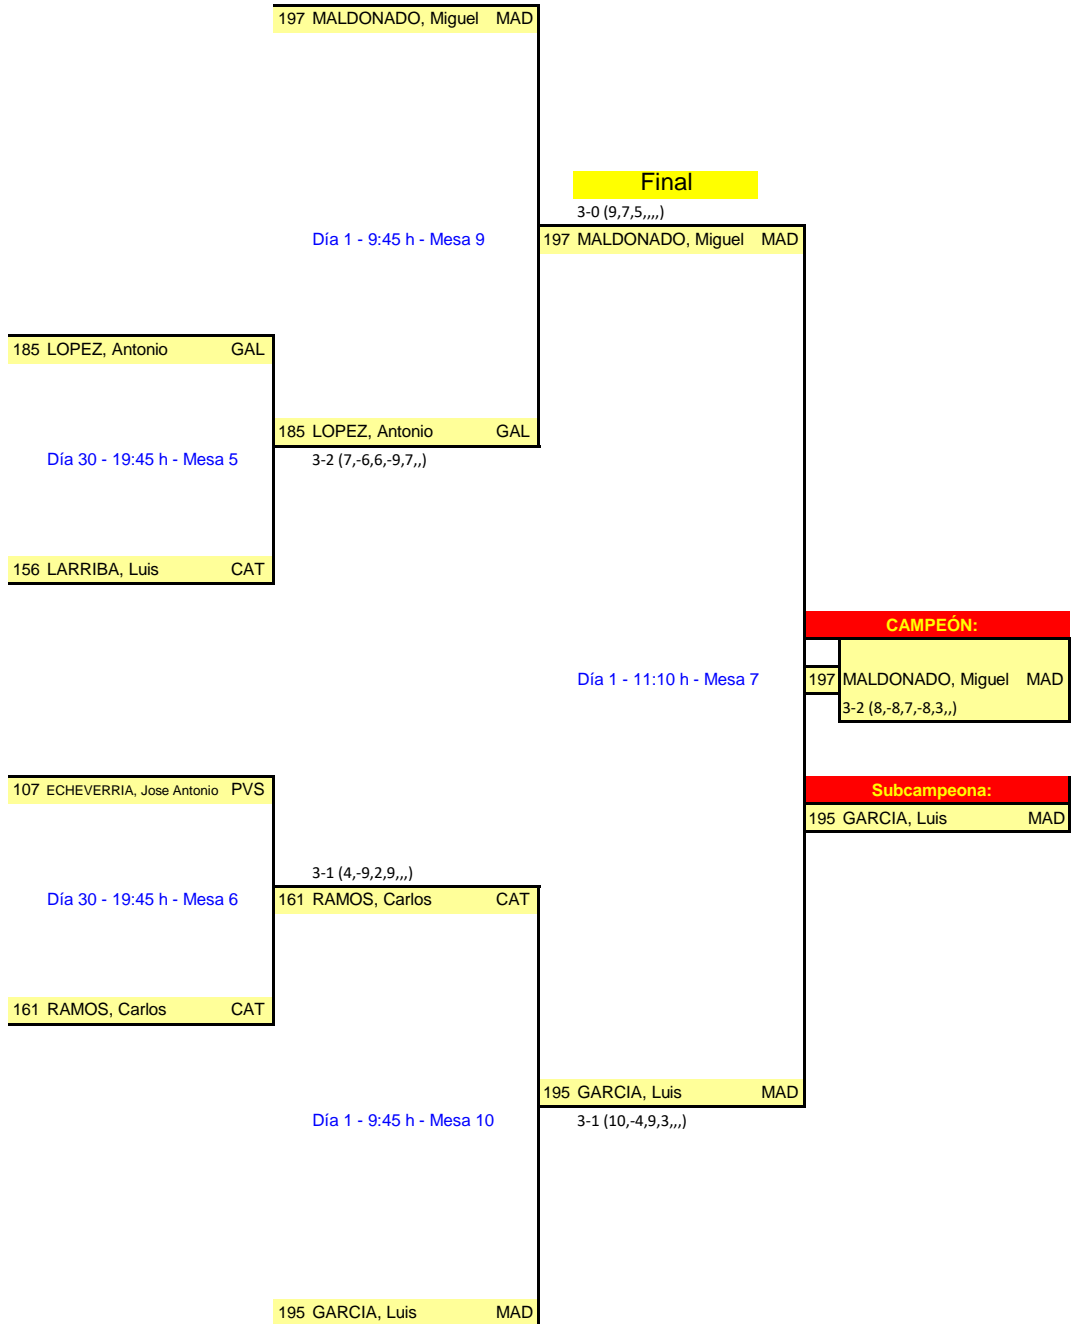 197 MALDONADO, Miguel MAD
Final
3-0 (9,7,5,,,,)
Día 1 - 9:45 h - Mesa 9
197 MALDONADO, Miguel MAD
185 LOPEZ, Antonio GAL
185 LOPEZ, Antonio GAL
Día 30 - 19:45 h - Mesa 5
3-2 (7,-6,6,-9,7,,)
156 LARRIBA, Luis CAT
CAMPEÓN:
Día 1 - 11:10 h - Mesa 7
197 MALDONADO, Miguel MAD
3-2 (8,-8,7,-8,3,,)
107 ECHEVERRIA, Jose Antonio PVS
Subcampeona:
195 GARCIA, Luis MAD
3-1 (4,-9,2,9,,,)
Día 30 - 19:45 h - Mesa 6
161 RAMOS, Carlos CAT
161 RAMOS, Carlos CAT
195 GARCIA, Luis MAD
Día 1 - 9:45 h - Mesa 10
3-1 (10,-4,9,3,,,)
195 GARCIA, Luis MAD